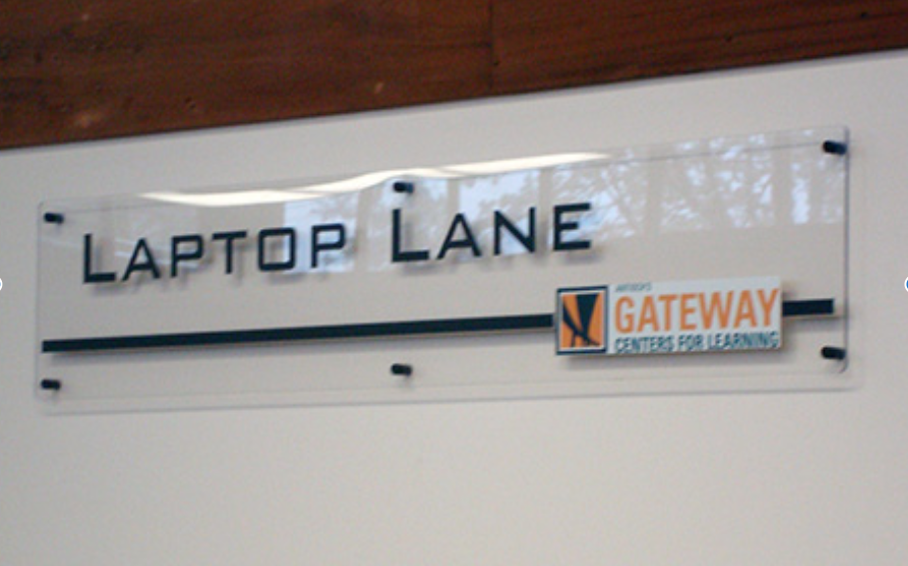 LAPTOP LANE
GATEWAY
CENTERS FOR LEARNING